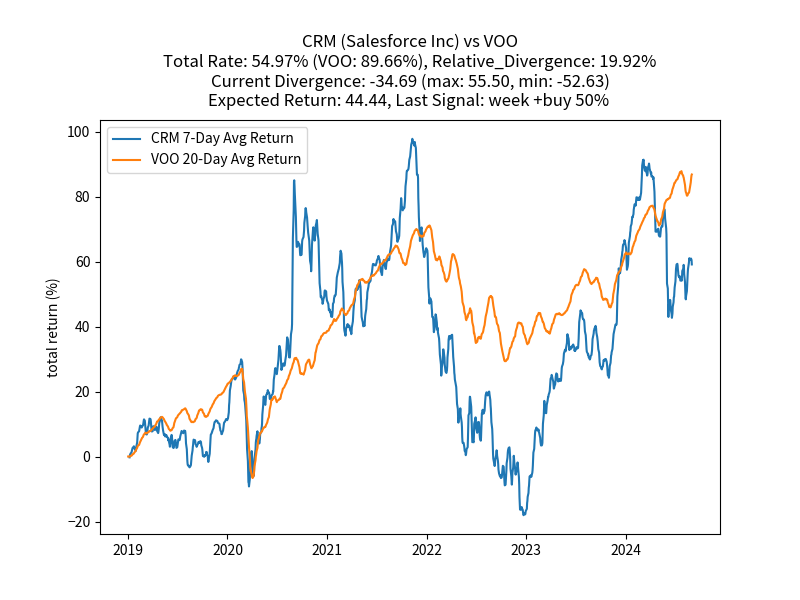 CRM (Salesforce Inc) vs VOO
Total Rate: 54.97% (VOO: 89.66%), Relative_Divergence: 19.92%
Current Divergence: -34.69 (max: 55.50, min: -52.63)
Expected Return: 44.44, Last Signal: week +buy 50%
CRM 7-Day Avg Return
VOO 20-Day Avg Return
total return (%)
100
80
60
40
20
0
−20
2019 2020 2021 2022 2023 2024